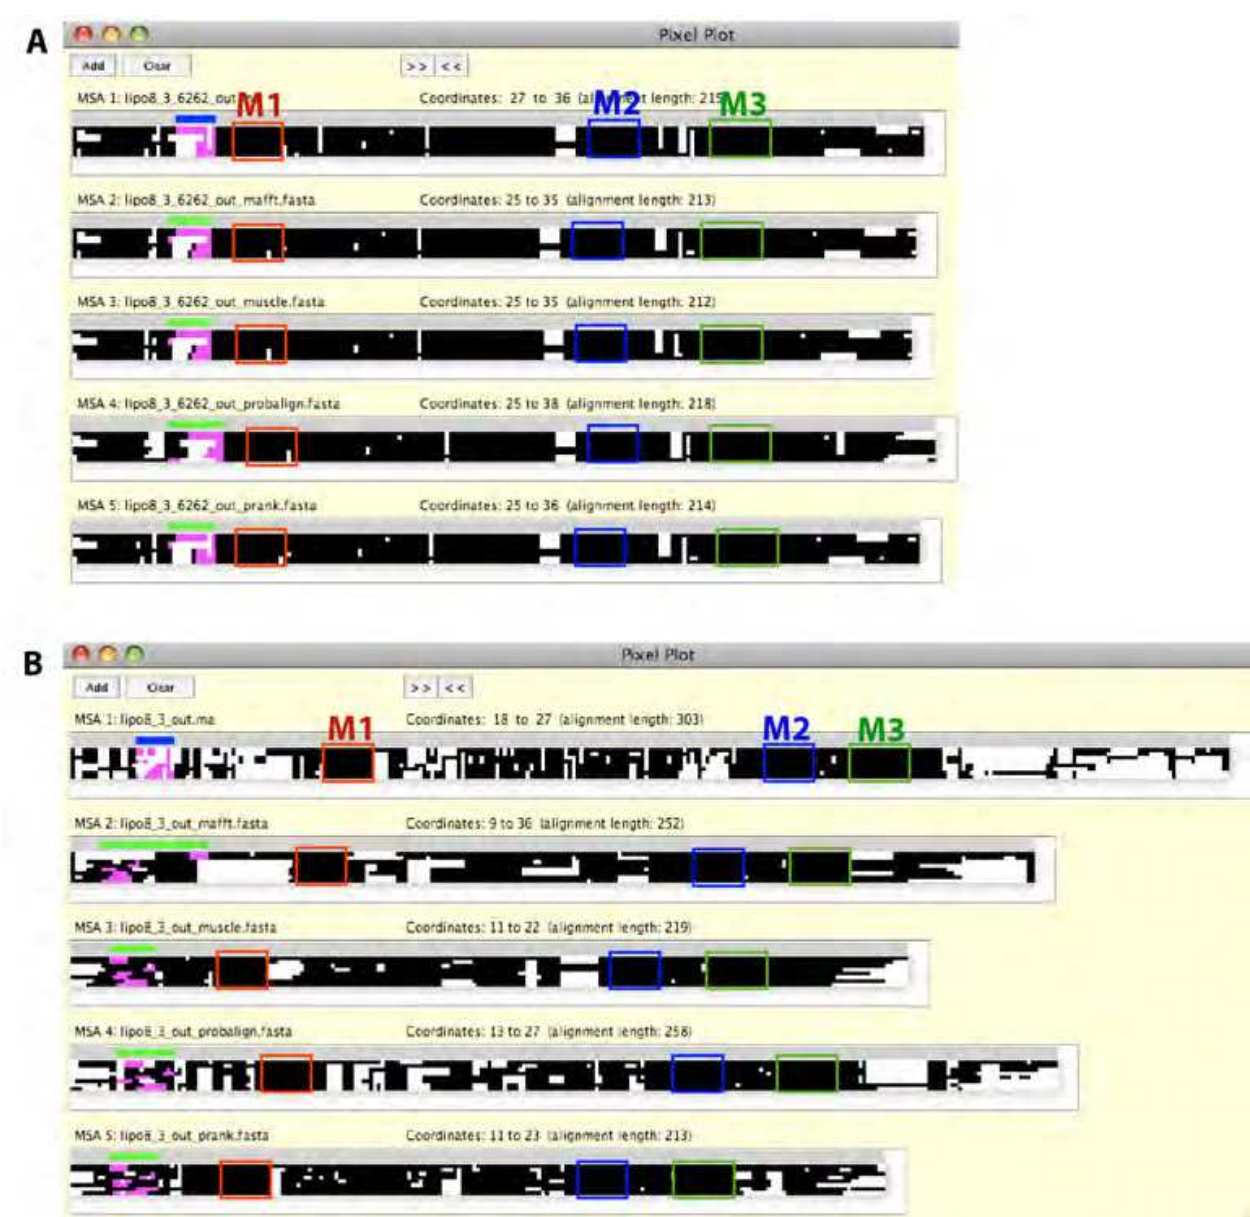 A
Pixel Plot
Add Clear >> <<
MSA 1: lipo8_3_6262_out
M1
Coordinates: 27 to 36
M2
length: 215
M3
MSA 2: lipo8_3_6262_out_mafft.fasta Coordinates: 25 to 35 (alignment length: 213)
MSA 3: lipo8_3_6262_out_muscle.fasta Coordinates: 25 to 35 (alignment length: 212)
MSA 4: lipo8_3_6262_out_probalign.fasta Coordinates: 25 to 38 (alignment length: 218)
MSA 5: lipo8_3_6262_out_prank.fasta Coordinates: 25 to 36 (alignment length: 214)
B
Pixel Plot
Add Clear >> <<
MSA 1: lipo8_3_out.ma Coordinates: 18 to 27 (alignment length: 303)
M1 M2 M3
MSA 2: lipo8_3_out_mafft.fasta Coordinates: 9 to 36 (alignment length: 252)
MSA 3: lipo8_3_out_muscle.fasta Coordinates: 11 to 22 (alignment length: 219)
MSA 4: lipo8_3_out_probalign.fasta Coordinates: 13 to 27 (alignment length: 258)
MSA 5: lipo8_3_out_prank.fasta Coordinates: 11 to 23 (alignment length: 213)